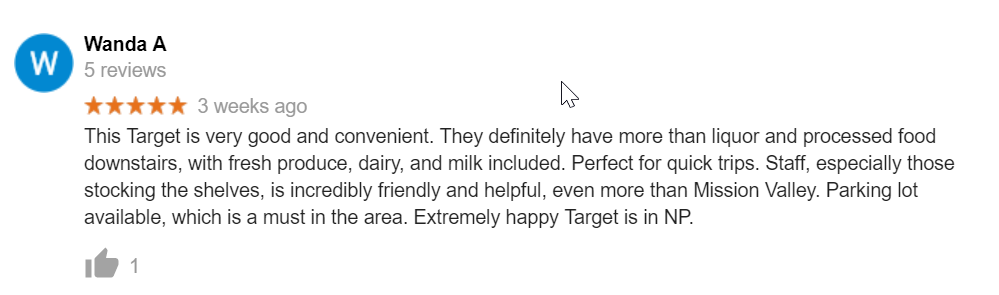 W
Wanda A
5 reviews
3 weeks ago
This Target is very good and convenient. They definitely have more than liquor and processed food
downstairs, with fresh produce, dairy, and milk included. Perfect for quick trips. Staff, especially those
stocking the shelves, is incredibly friendly and helpful, even more than Mission Valley. Parking lot
available, which is a must in the area. Extremely happy Target is in NP.
1